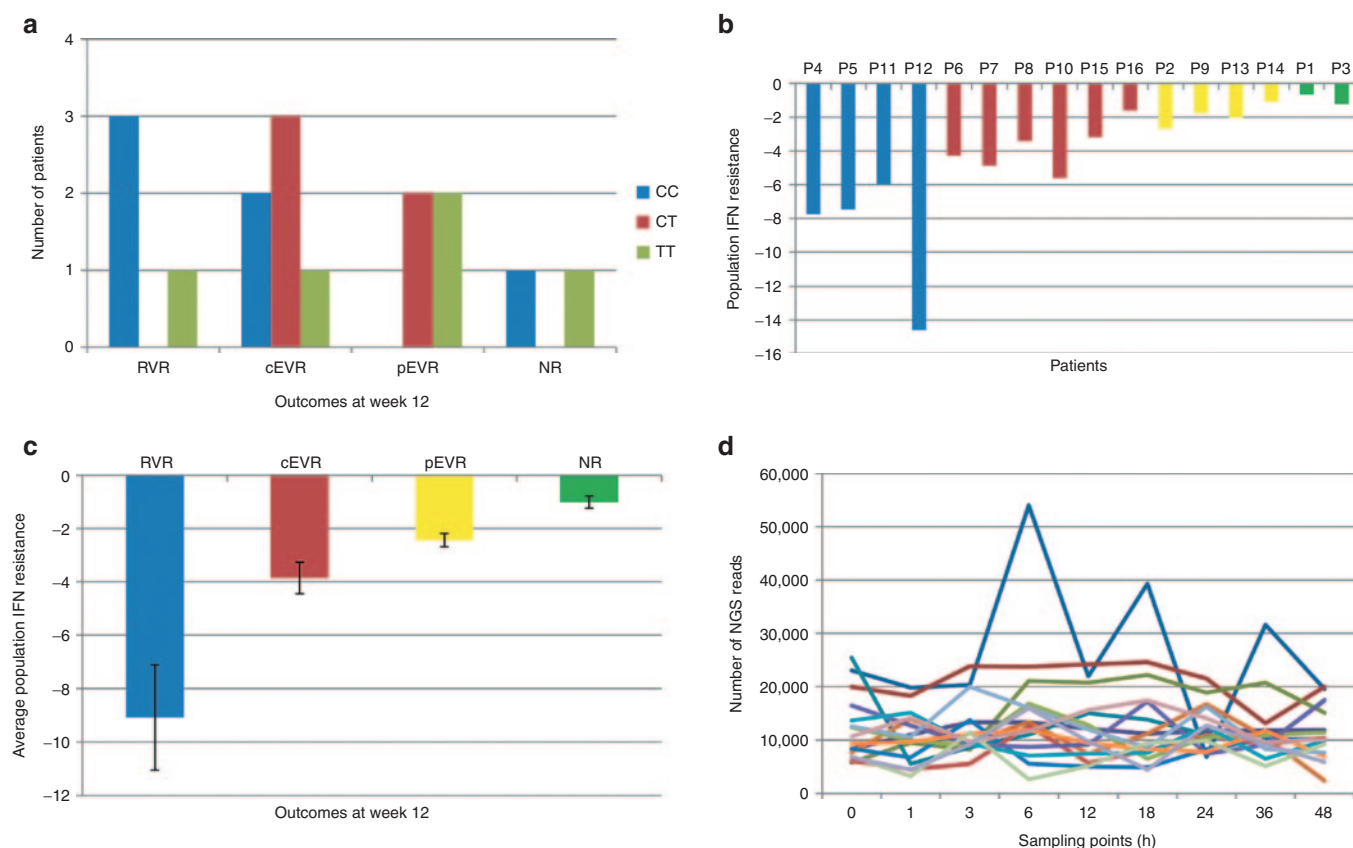 a
4
3
2
1
0
Number of patients
RVR cEVR pEVR NR
Outcomes at week 12
CC
CT
TT
b
P4 P5 P11 P12 P6 P7 P8 P10 P15 P16 P2 P9 P13 P14 P1 P3
0
−2
−4
−6
−8
−10
−12
−14
−16
Population IFN resistance
Patients
c
RVR cEVR pEVR NR
0
−2
−4
−6
−8
−10
−12
Average population IFN resistance
Outcomes at week 12
d
60,000
50,000
40,000
30,000
20,000
10,000
0
Number of NGS reads
0 1 3 6 12 18 24 36 48
Sampling points (h)